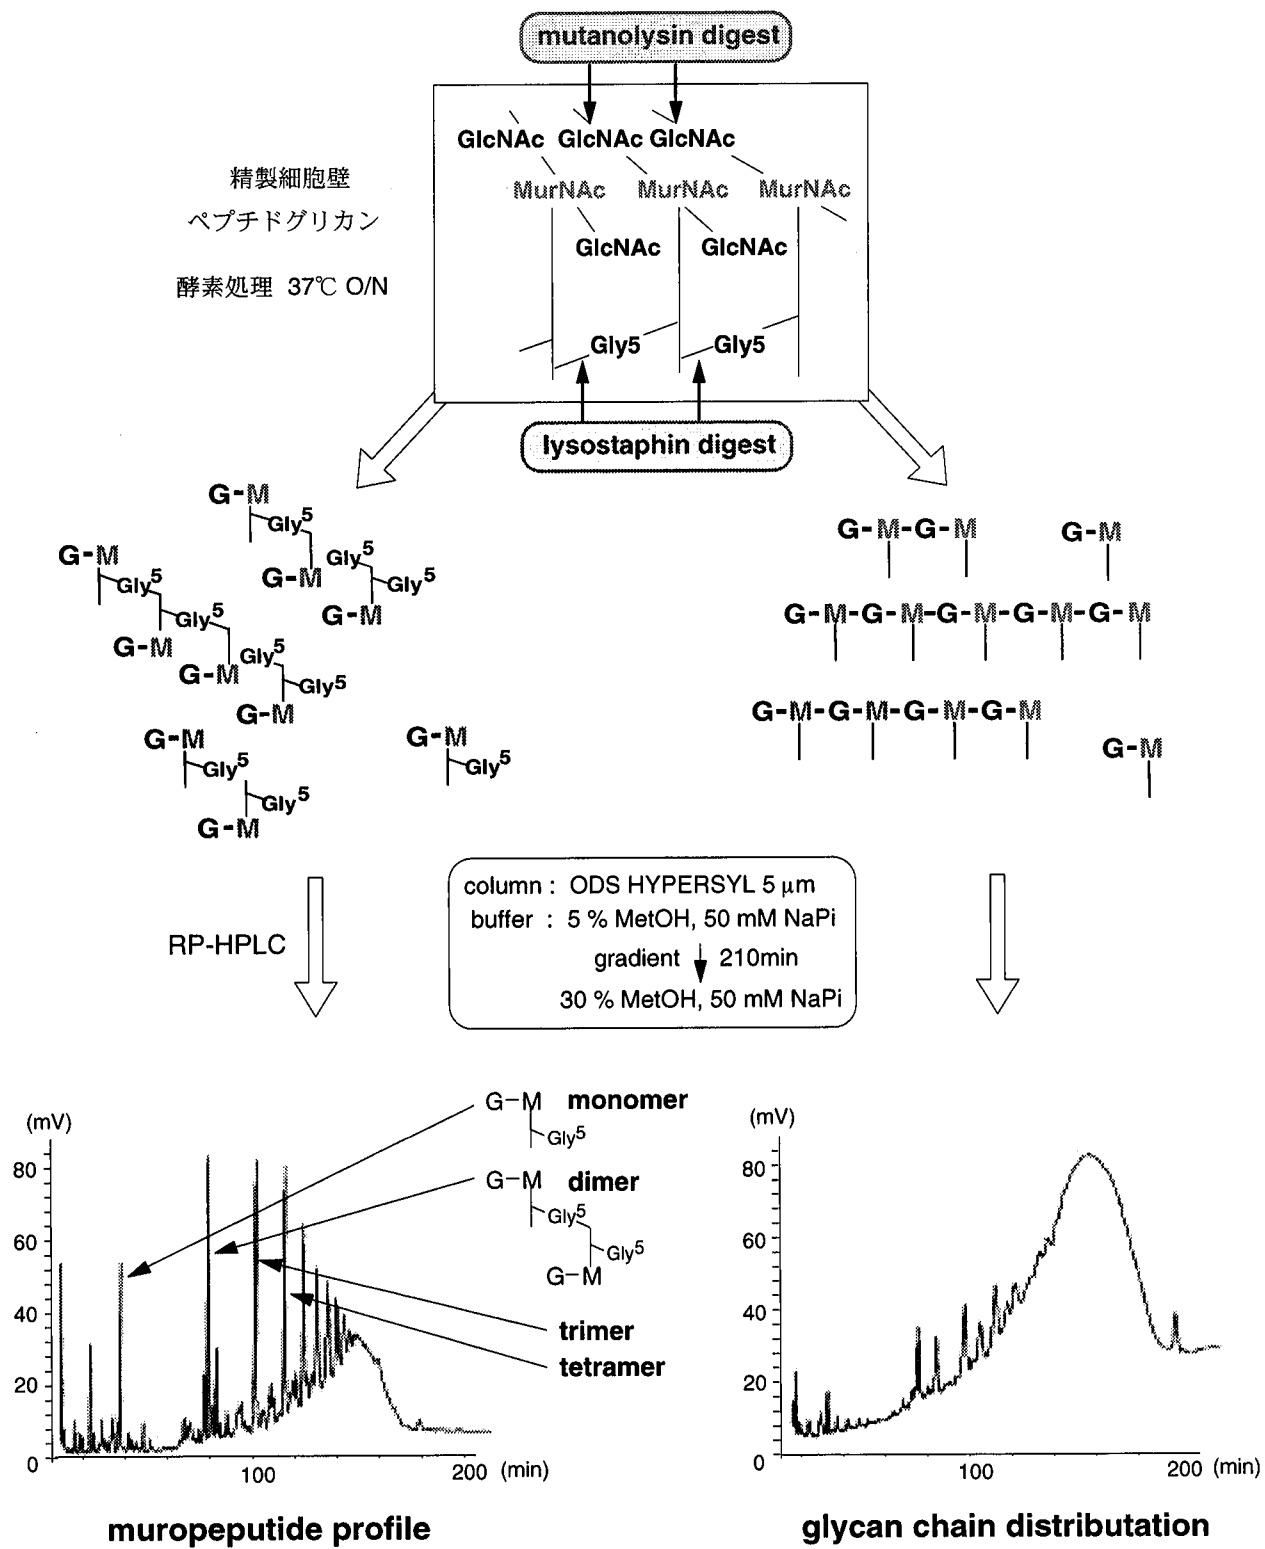 mutanolysin digest
GlcNAc GlcNAc GlcNAc
精製細胞壁
MurNAc MurNAc MurNAc
ペプチドグリカン
GlcNAc GlcNAc
酵素処理 37℃ O/N
Gly5 Gly5
lysostaphin digest
G-M
Gly5
G-M
Gly5
G-M
Gly5
Gly5
G-M
Gly5
G-M
G-M
Gly5
Gly5
G-M
G-M
Gly5
Gly5
G-M
G-M
Gly5
G-M-G-M
G-M
G-M-G-M-G-M-G-M-G-M
G-M-G-M-G-M-G-M
G-M
RP-HPLC
column : ODS HYPERSYL 5 μm
buffer : 5 % MetOH, 50 mM NaPi
gradient 210min
30 % MetOH, 50 mM NaPi
(mV)
80
60
40
20
0
100
200 (min)
G-M monomer
Gly5
G-M dimer
Gly5
Gly5
G-M
trimer
tetramer
muropeputide profile
(mV)
80
60
40
20
0
100
200 (min)
glycan chain distributation